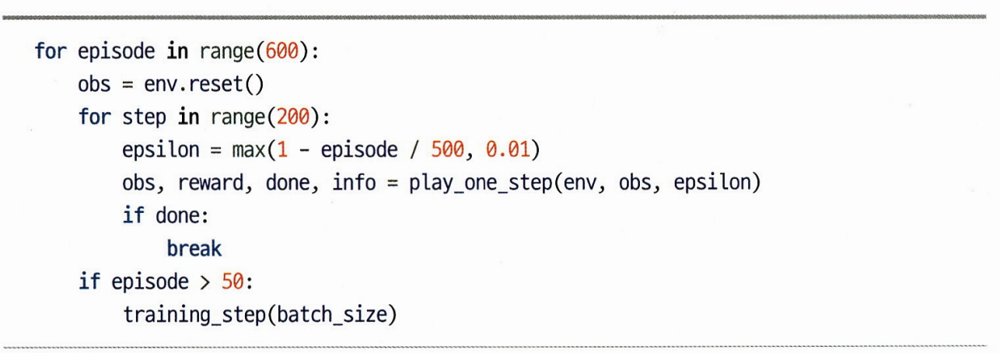 for episode in range(600):
    obs = env.reset()
    for step in range(200):
        epsilon = max(1 - episode / 500, 0.01)
        obs, reward, done, info = play_one_step(env, obs, epsilon)
        if done:
            break
    if episode > 50:
        training_step(batch_size)